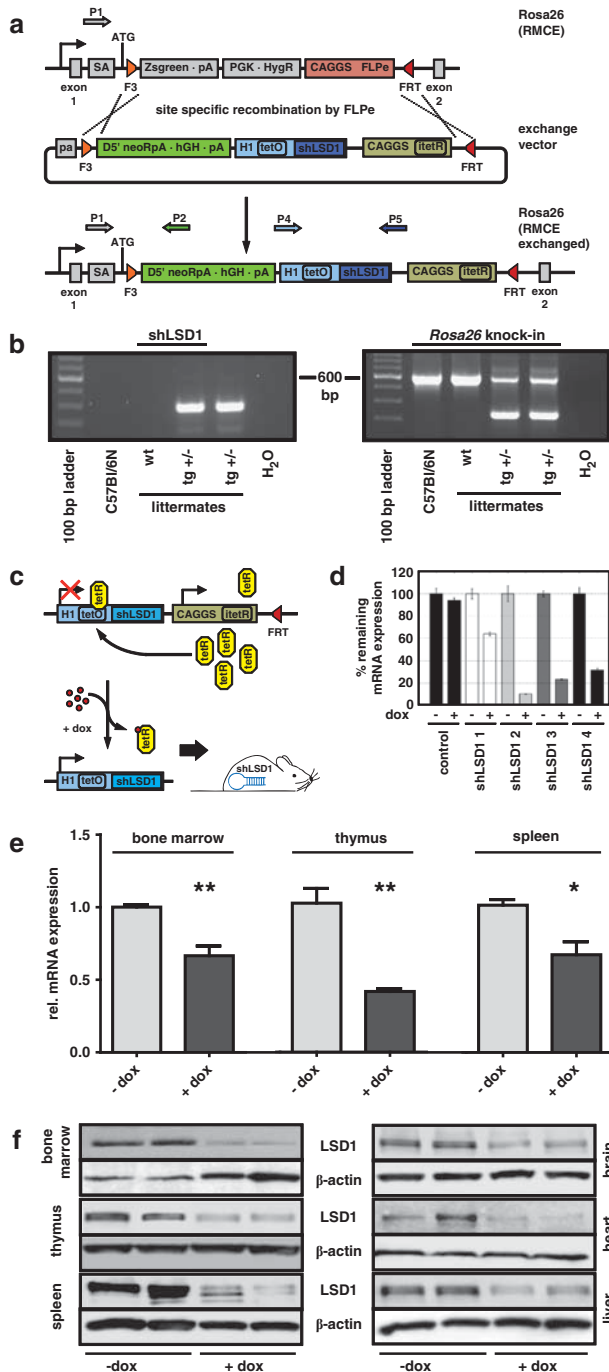 a
P1
Rosa26
(RMCE)
ATG
SA
Zsgreen · pA
PGK · HygR
CAGGS FLPe
exon
1
F3
FRT
exon
2
site specific recombination by FLPe
exchange
vector
pa
D5' neoRpA · hGH · pA
H1
tetO
shLSD1
CAGGS
itetR
F3
FRT
P1
P2
P4
P5
Rosa26
(RMCE
exchanged)
ATG
SA
D5' neoRpA · hGH · pA
H1
tetO
shLSD1
CAGGS
itetR
exon
1
F3
FRT
exon
2
b
shLSD1
Rosa26 knock-in
600
bp
100 bp ladder
C57Bl/6N
wt
tg +/-
tg +/-
H2O
littermates
100 bp ladder
C57Bl/6N
wt
tg +/-
tg +/-
H2O
littermates
c
tetR
tetR
H1
tetO
shLSD1
CAGGS
itetR
FRT
tetR
tetR
tetR
tetR
tetR
+ dox
tetR
H1
tetO
shLSD1
shLSD1
d
% remaining
mRNA expression
120
100
80
60
40
20
0
dox
- + - + - + - + - +
control
shLSD1 1
shLSD1 2
shLSD1 3
shLSD1 4
e
rel. mRNA expression
1.5
1.0
0.5
0.0
bone marrow
thymus
spleen
**
**
*
- dox
+ dox
- dox
+ dox
- dox
+ dox
f
bone
marrow
LSD1
β-actin
brain
thymus
LSD1
β-actin
heart
spleen
LSD1
β-actin
liver
-dox
+ dox
-dox
+ dox